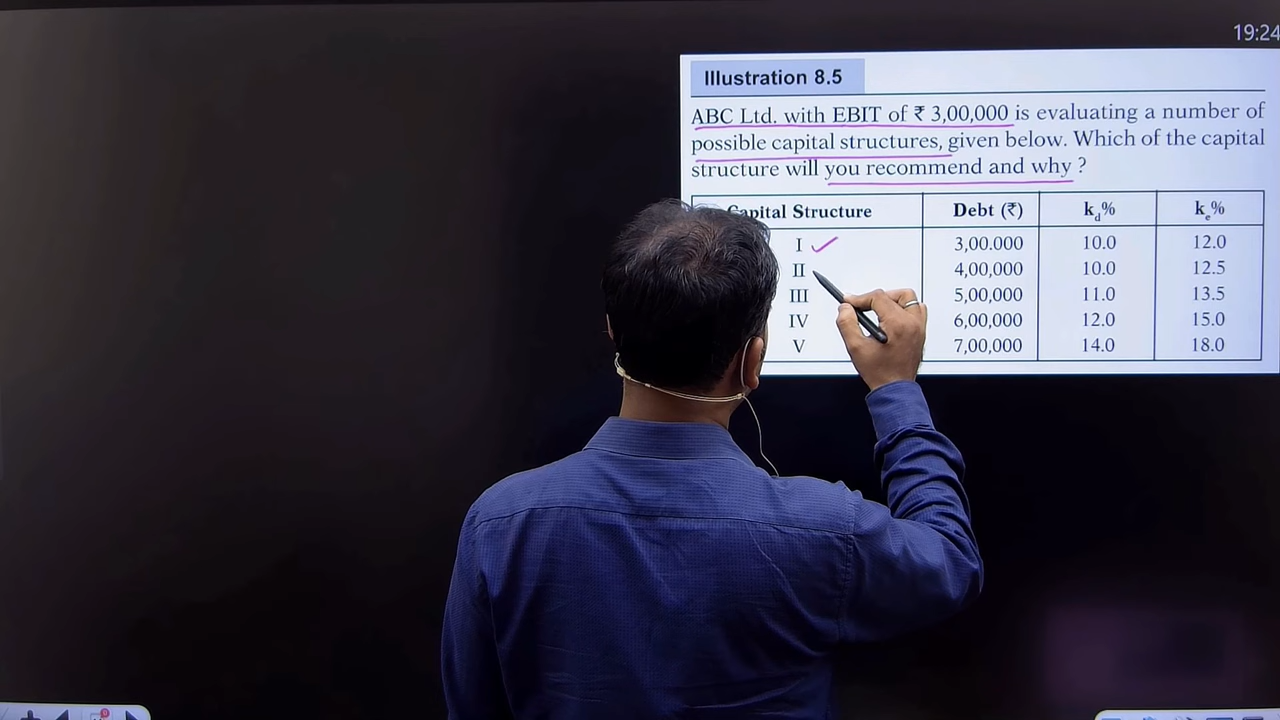 19:24
Illustration 8.5
ABC Ltd. with EBIT of ₹ 3,00,000 is evaluating a number of
possible capital structures, given below. Which of the capital
structure will you recommend and why ?
Capital Structure Debt (₹) kd% ke%
I 3,00.000 10.0 12.0
II 4,00,000 10.0 12.5
III 5,00,000 11.0 13.5
IV 6,00,000 12.0 15.0
V 7,00,000 14.0 18.0